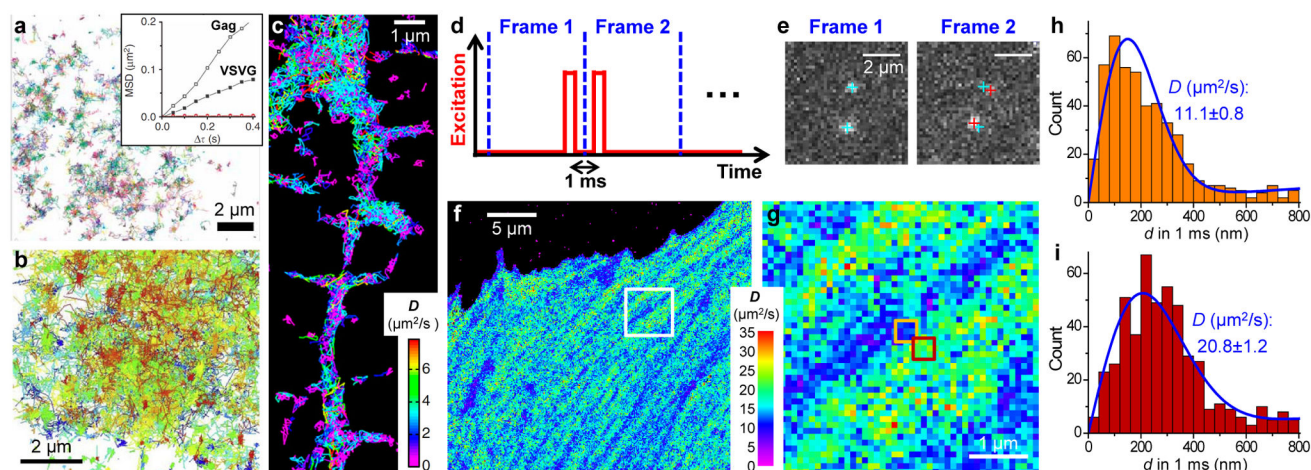 a
MSD (μm²)
0.2
0.1
0.0
Gag
VSVG
0.0
0.2
0.4
Δτ (s)
2 μm
b
2 μm
c
1 μm
D
(μm²/s)
8
6
4
2
0
d
Frame 1
Frame 2
Excitation
1 ms
Time
e
Frame 1
Frame 2
2 μm
f
5 μm
D
(μm²/s)
35
30
25
20
15
10
5
0
g
1 μm
h
Count
60
40
20
0
D (μm²/s):
11.1±0.8
0
200
400
600
800
d in 1 ms (nm)
i
Count
60
40
20
0
D (μm²/s):
20.8±1.2
0
200
400
600
800
d in 1 ms (nm)